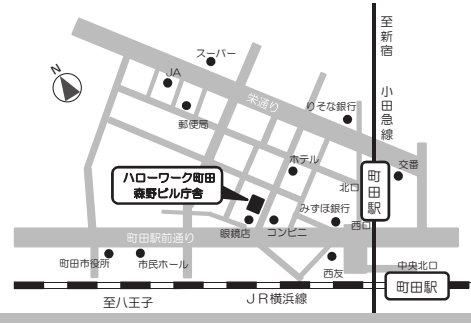 至新宿
スーパー
N
JA
栄通り
りそな銀行
小田急線
郵便局
ホテル
交番
ハローワーク町田
森野ビル庁舎
北口
町田駅
みずほ銀行
西口
眼鏡店
コンビニ
町田駅前通り
町田市役所
市民ホール
西友
中央北口
至八王子
JR横浜線
町田駅